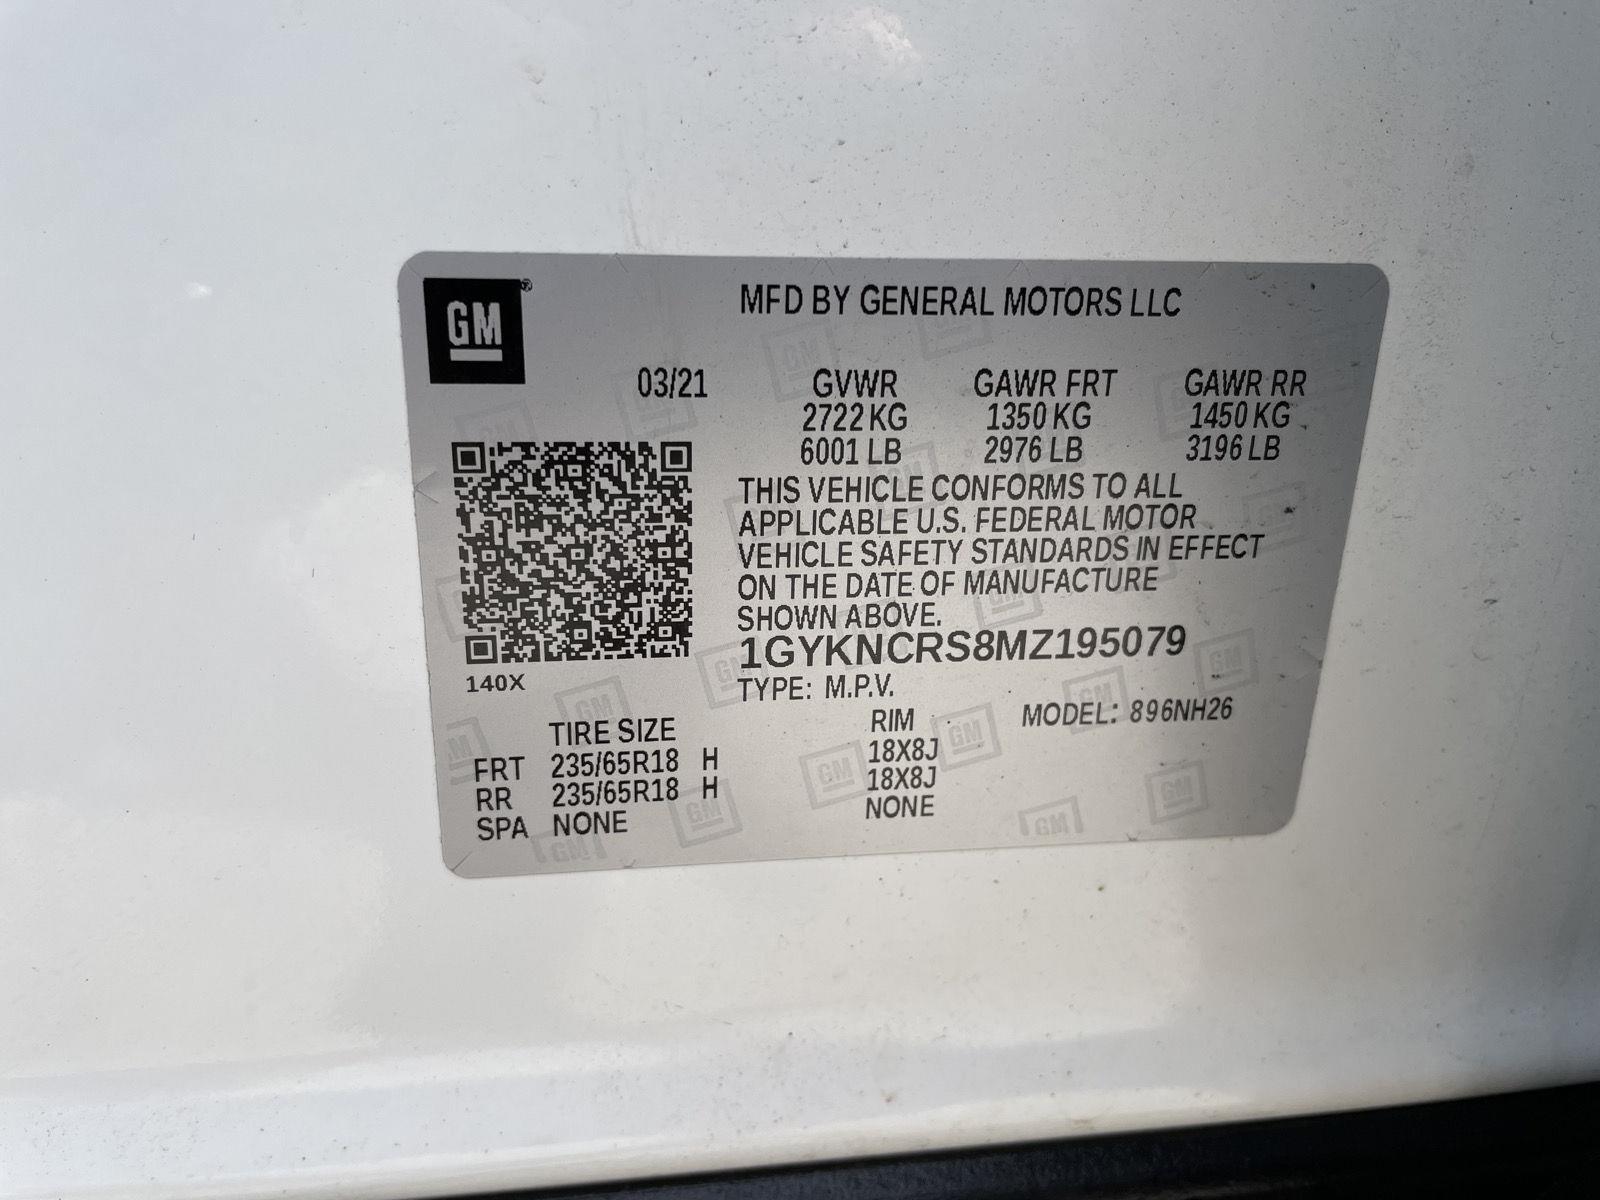 GM
MFD BY GENERAL MOTORS LLC
03/21 GVWR GAWR FRT GAWR RR
2722 KG 1350 KG 1450 KG
6001 LB 2976 LB 3196 LB
THIS VEHICLE CONFORMS TO ALL
APPLICABLE U.S. FEDERAL MOTOR
VEHICLE SAFETY STANDARDS IN EFFECT
ON THE DATE OF MANUFACTURE
SHOWN ABOVE.
1GYKNCRS8MZ195079
140X
TYPE: M.P.V.
TIRE SIZE RIM MODEL: 896NH26
FRT 235/65R18 H 18X8J
RR 235/65R18 H 18X8J
SPA NONE NONE